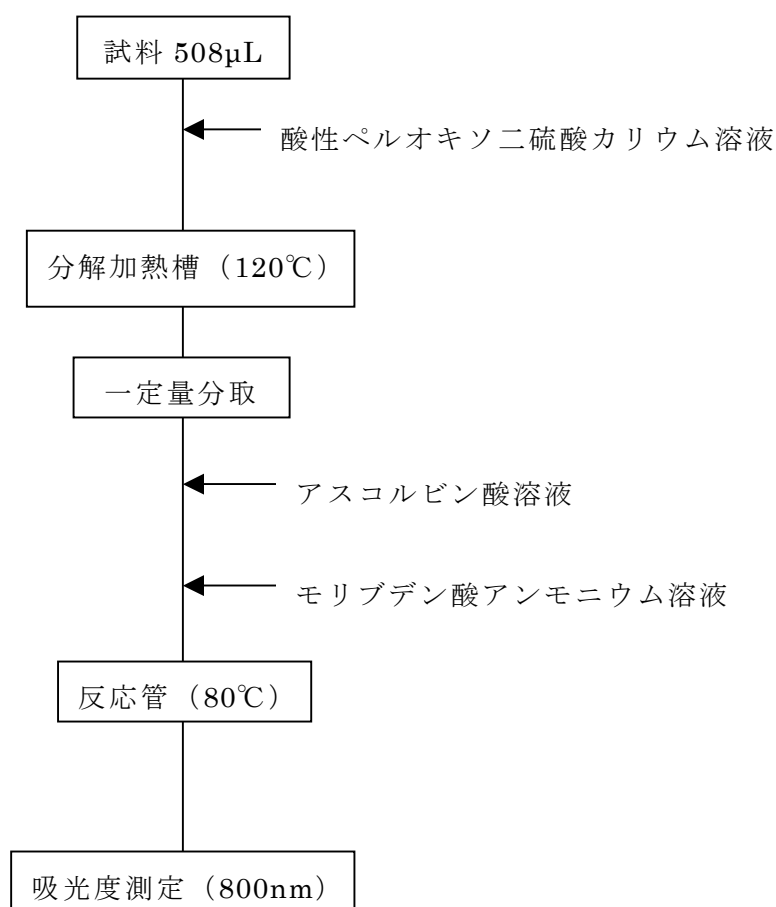 試料 508µL
酸性ペルオキソ二硫酸カリウム溶液
分解加熱槽（120℃）
一定量分取
アスコルビン酸溶液
モリブデン酸アンモニウム溶液
反応管（80℃）
吸光度測定（800nm）